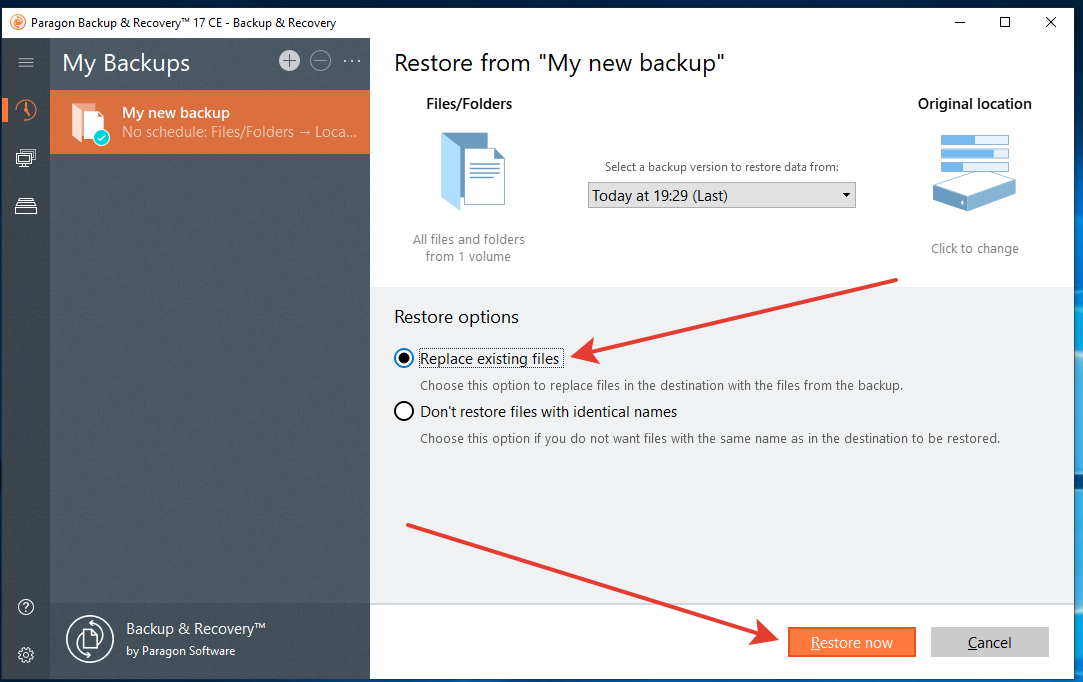 Paragon Backup & Recovery™ 17 CE - Backup & Recovery
My Backups
My new backup
No schedule: Files/Folders → Loca...
Backup & Recovery™
by Paragon Software
Restore from "My new backup"
Files/Folders
All files and folders
from 1 volume
Select a backup version to restore data from:
Today at 19:29 (Last)
Original location
Click to change
Restore options
Replace existing files
Choose this option to replace files in the destination with the files from the backup.
Don't restore files with identical names
Choose this option if you do not want files with the same name as in the destination to be restored.
Restore now
Cancel